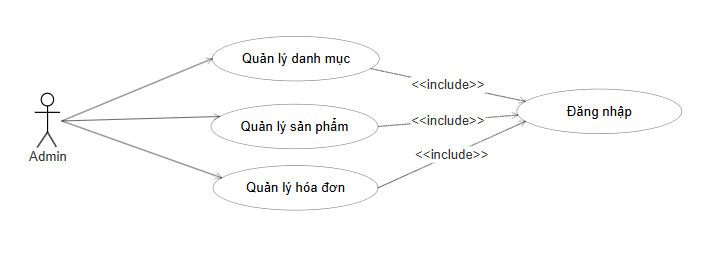 Quản lý danh mục
<<include>>
Đăng nhập
Quản lý sản phẩm
<<include>>
Admin
<<include>>
Quản lý hóa đơn